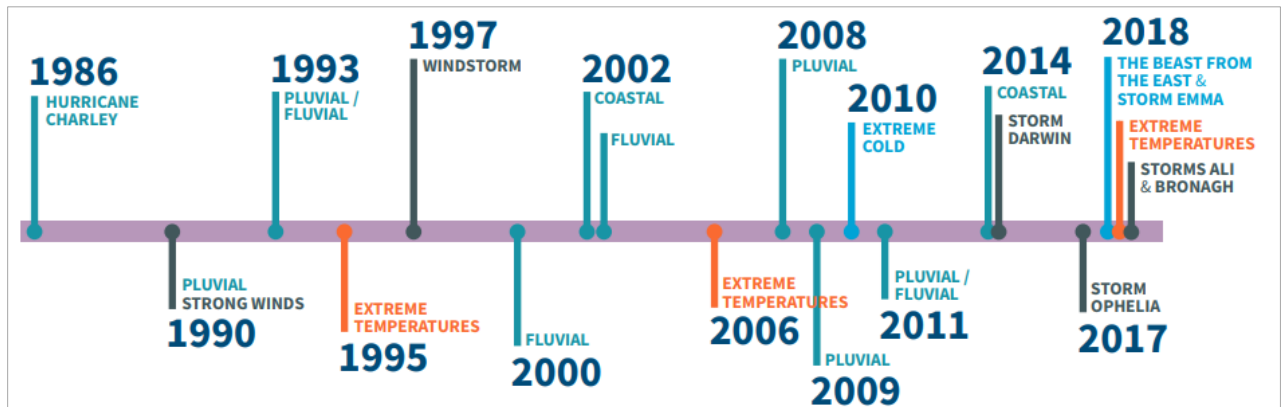 1986
HURRICANE
CHARLEY
1990
PLUVIAL
STRONG WINDS
1993
PLUVIAL /
FLUVIAL
1995
EXTREME
TEMPERATURES
1997
WINDSTORM
2000
FLUVIAL
2002
COASTAL
FLUVIAL
2006
EXTREME
TEMPERATURES
2008
PLUVIAL
2009
PLUVIAL
2010
EXTREME
COLD
2011
PLUVIAL /
FLUVIAL
2014
COASTAL
STORM
DARWIN
2017
STORM
OPHELIA
2018
THE BEAST FROM
THE EAST &
STORM EMMA
EXTREME
TEMPERATURES
STORMS ALI
& BRONAGH